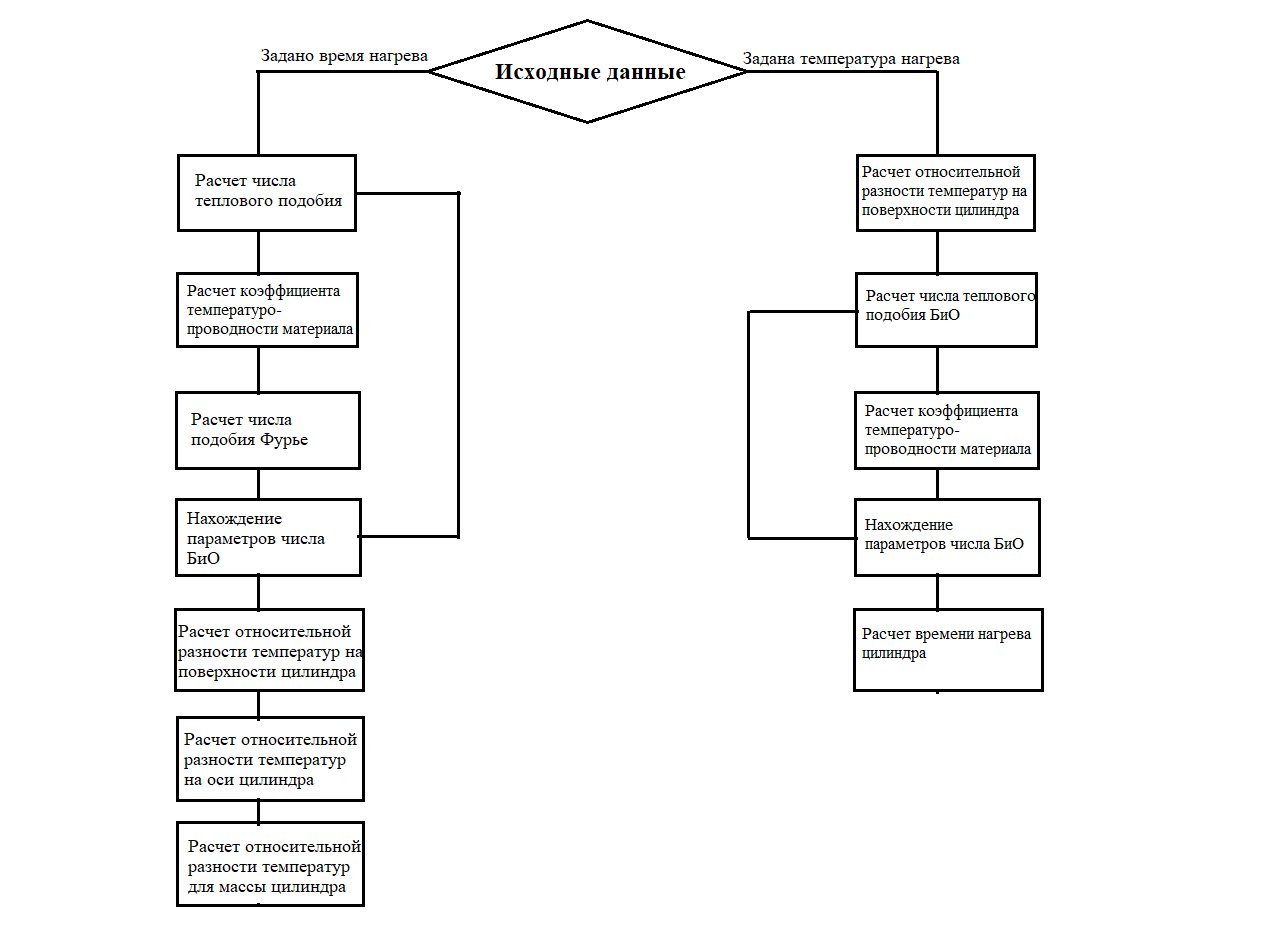 Задано время нагрева
Исходные данные
Задана температура нагрева
Расчет числа
теплового подобия
Расчет коэффициента
температуро-
проводности материала
Расчет числа
подобия Фурье
Нахождение
параметров числа
БиО
Расчет относительной
разности температур на
поверхности цилиндра
Расчет относительной
разности температур
на оси цилиндра
Расчет относительной
разности температур
для массы цилиндра
Расчет относительной
разности температур на
поверхности цилиндра
Расчет числа теплового
подобия БиО
Расчет коэффициента
температуро-
проводности материала
Нахождение
параметров числа БиО
Расчет времени нагрева
цилиндра